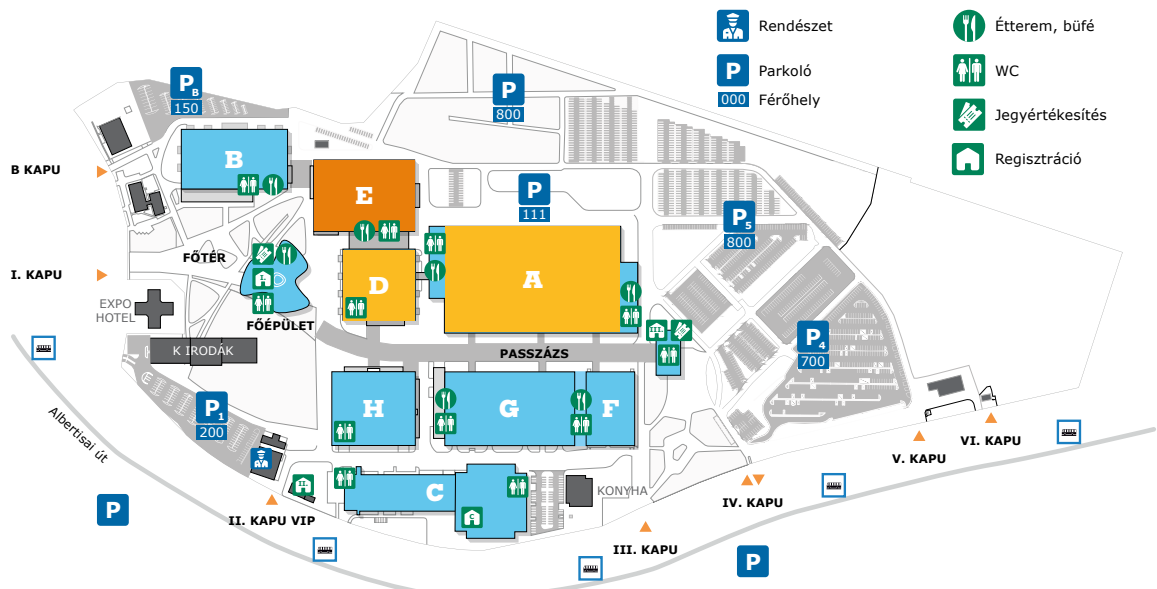 Rendészet
P Parkoló
000 Férőhely
Étterem, büfé
WC
Jegyértékesítés
Regisztráció
PB
150
P
800
B KAPU
B
E
P
111
P5
800
FŐTÉR
I. KAPU
I.
D
A
EXPO
HOTEL
FŐÉPÜLET
III.
K IRODÁK
PASSZÁZS
P4
700
P1
200
H
G
F
Albertisai út
VI. KAPU
V. KAPU
II.
C
KONYHA
IV. KAPU
P
C
II. KAPU VIP
III. KAPU
P